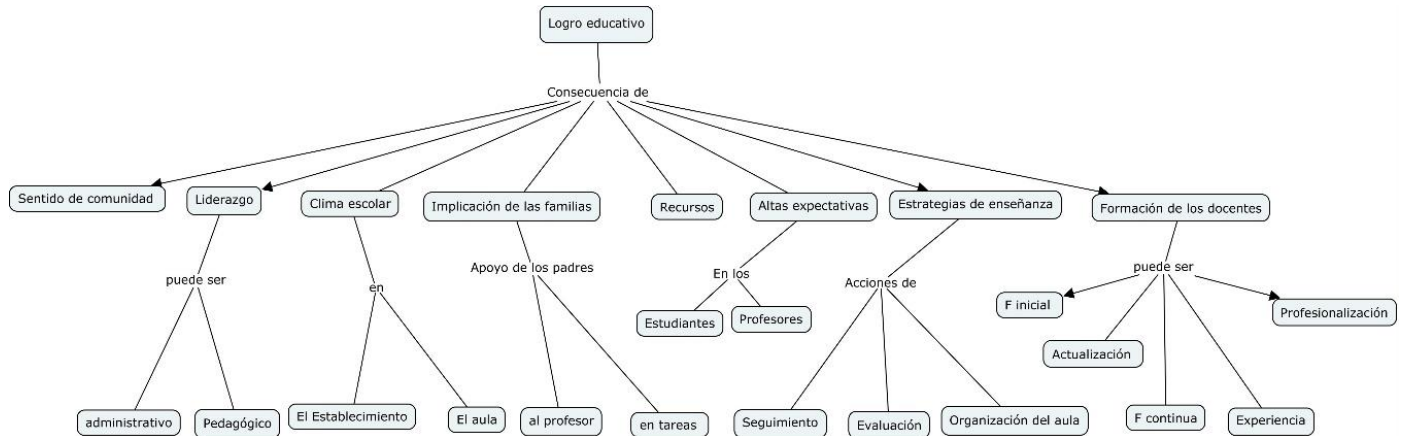 Logro educativo
Consecuencia de
Sentido de comunidad
Liderazgo
Clima escolar
Implicación de las familias
Recursos
Altas expectativas
Estrategias de enseñanza
Formación de los docentes
puede ser
en
Apoyo de los padres
En los
Acciones de
puede ser
Estudiantes
Profesores
F inicial
Profesionalización
Actualización
administrativo
Pedagógico
El Establecimiento
El aula
al profesor
en tareas
Seguimiento
Evaluación
Organización del aula
F continua
Experiencia